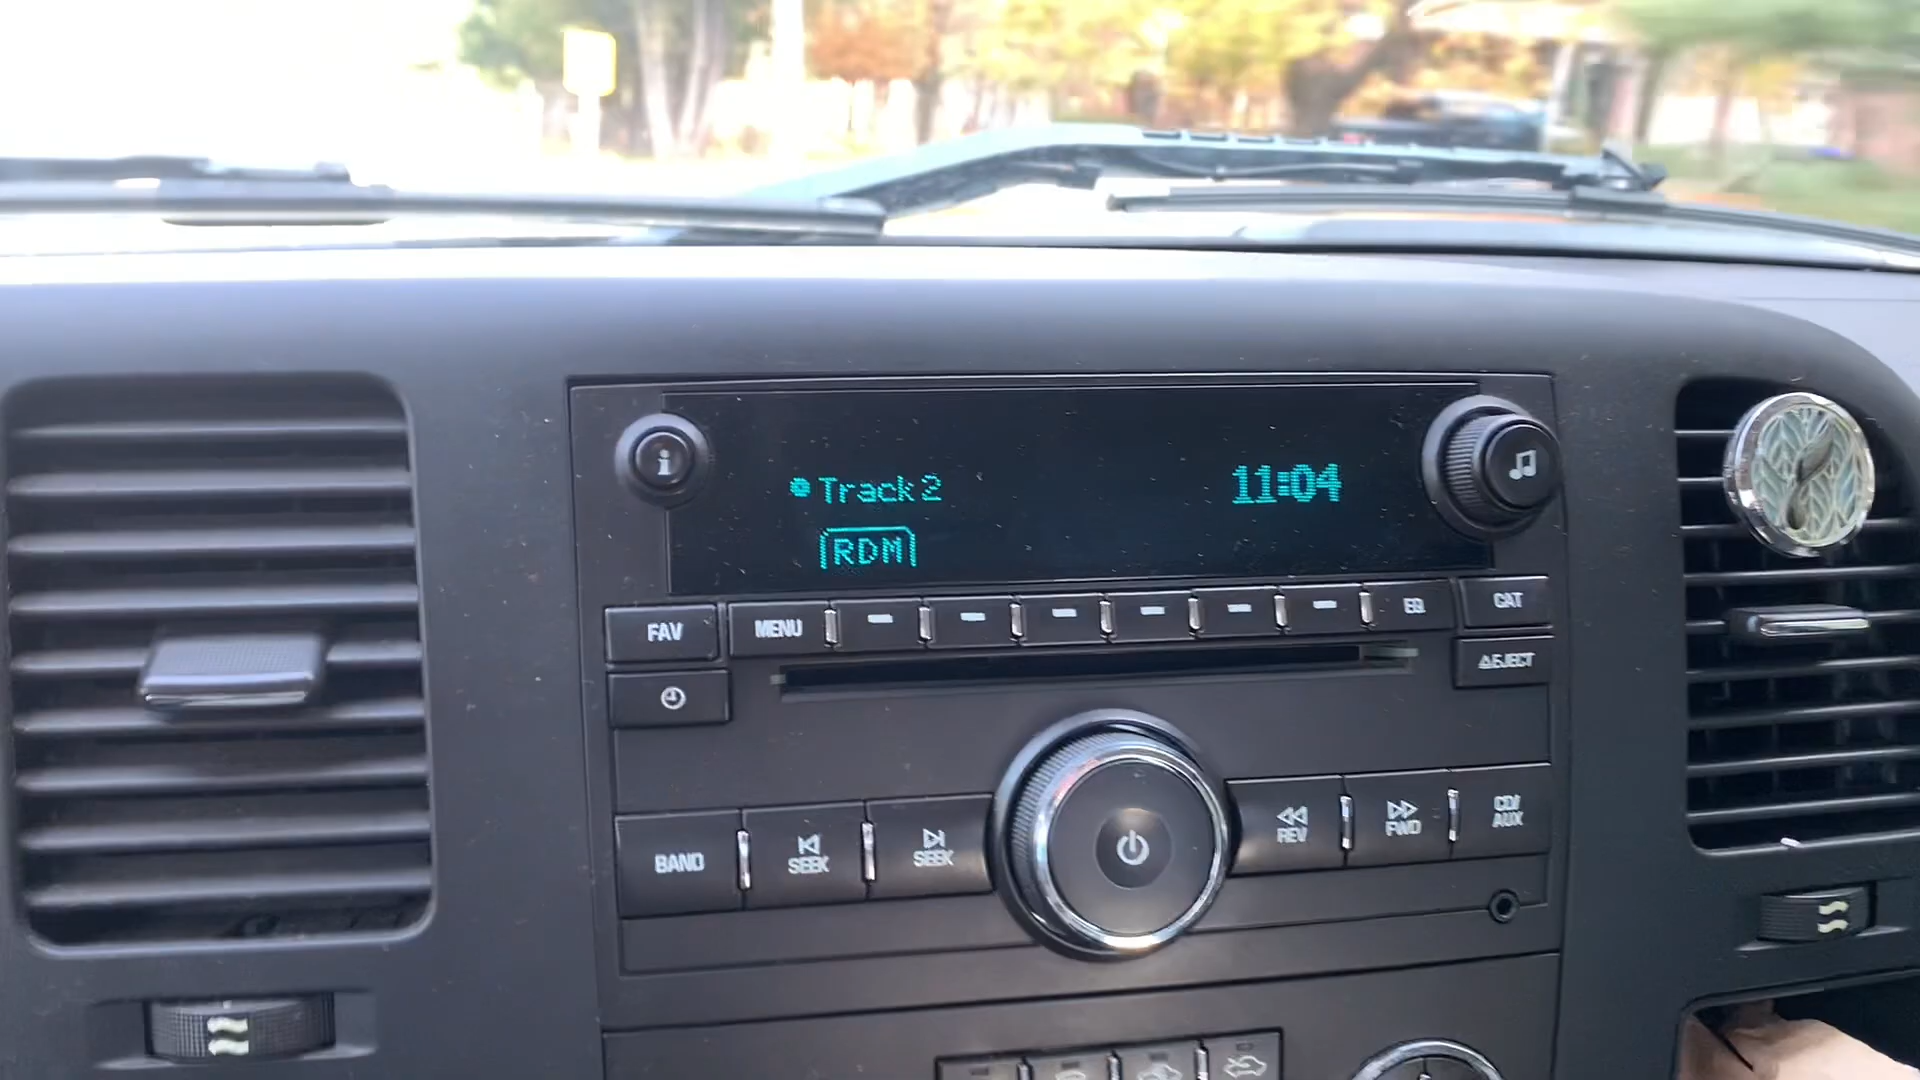 i
Track 2
11:04
RDM
FAV
MENU
EQ
CAT
EJECT
BAND
SEEK
SEEK
REV
FWD
CD/
AUX